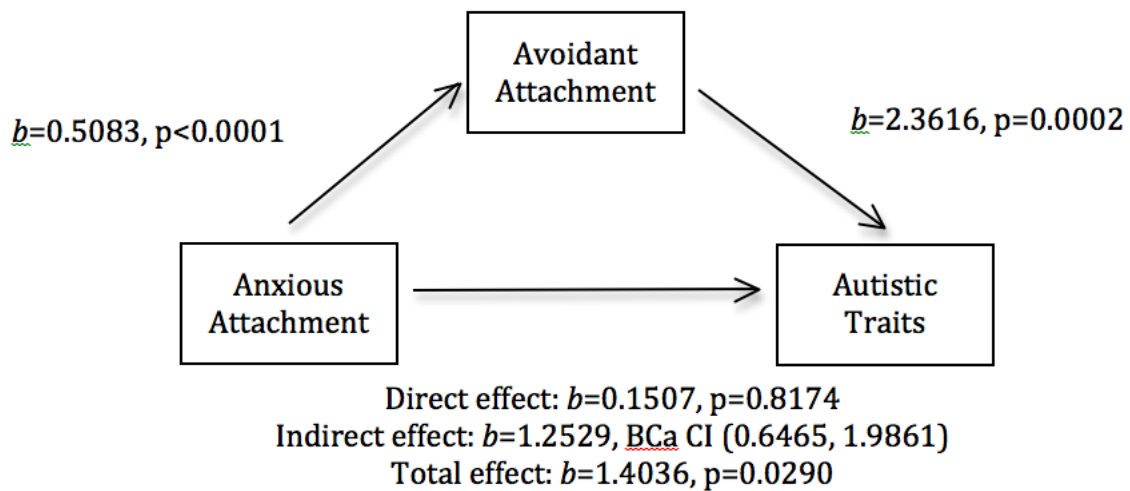 Avoidant
Attachment
b=0.5083, p<0.0001
b=2.3616, p=0.0002
Anxious
Attachment
Autistic
Traits
Direct effect: b=0.1507, p=0.8174
Indirect effect: b=1.2529, BCa CI (0.6465, 1.9861)
Total effect: b=1.4036, p=0.0290